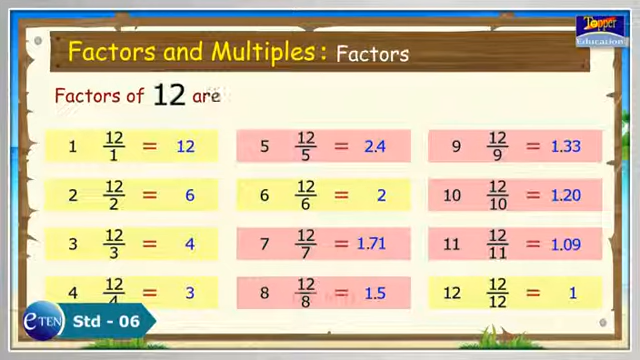 Topper
Education
Factors and Multiples : Factors
Factors of 12 are
1 12/1 = 12
5 12/5 = 2.4
9 12/9 = 1.33
2 12/2 = 6
6 12/6 = 2
10 12/10 = 1.20
3 12/3 = 4
7 12/7 = 1.71
11 12/11 = 1.09
4 12/4 = 3
8 12/8 = 1.5
12 12/12 = 1
eTEN
Std - 06